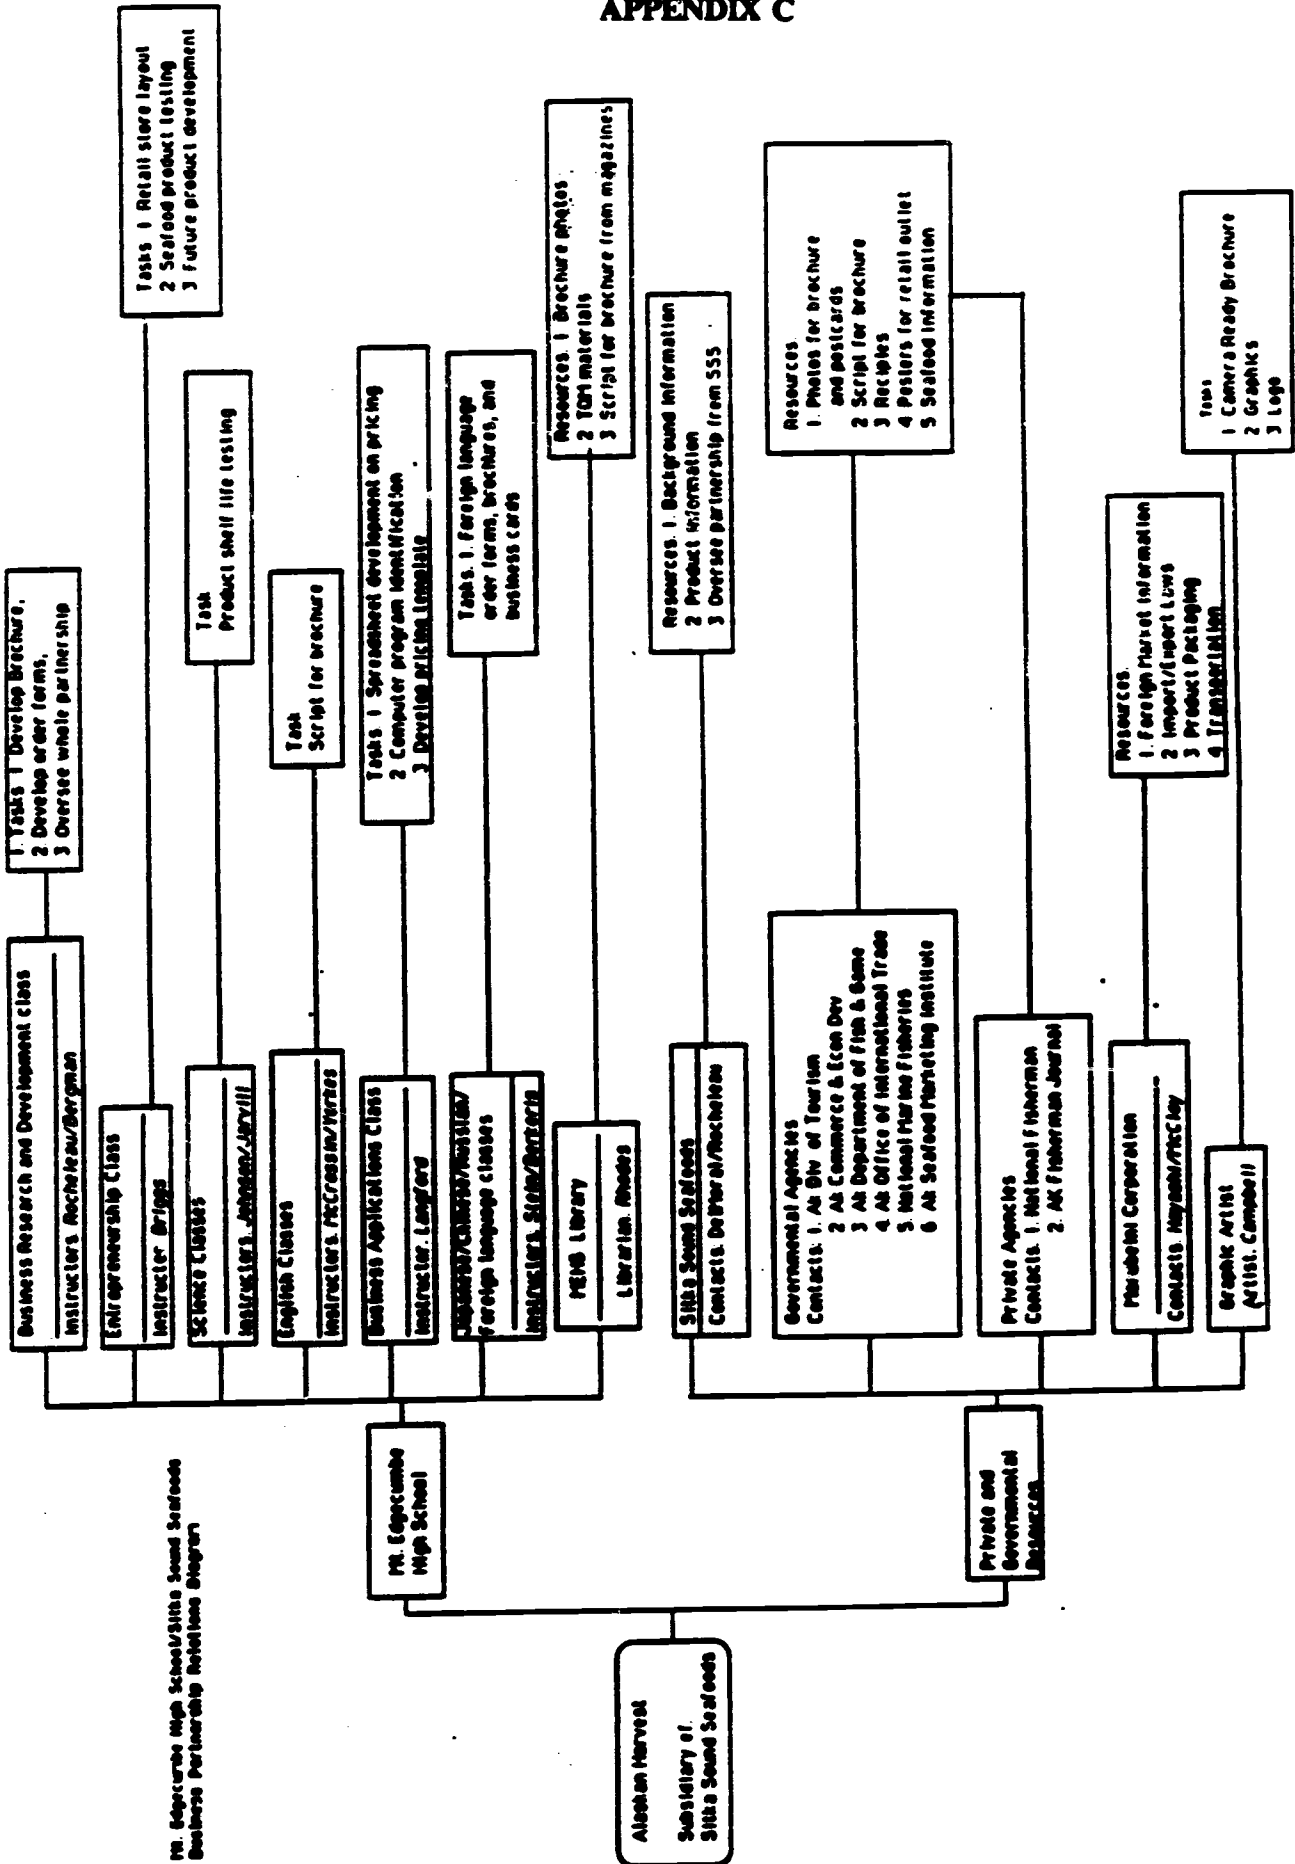 APPENDIX C
Mt. Edgecumbe High School/Sitka Sound Seafoods
Business Partnership Relations Diagram
Alaskan Harvest
Subsidiary of
Sitka Sound Seafoods
Mt. Edgecumbe
High School
Business Research and Development class
Instructors. Rocheleau/Bergman
1. Tasks 1 Develop Brochure,
2. Develop order forms,
3 Oversee whole partnership
Entrepreneurship Class
Instructor Briggs
Tasks 1 Retail store layout
2 Seafood product testing
3 Future product development
Science Classes
Instructors. Johnson/Jarvill
Task
Product shelf life testing
English Classes
Instructors. McCrossin/
Task
Script for brochure
Business Applications Class
Instructor. Langford
Tasks 1 Spreadsheet development on pricing
2 Computer program identification
3 Develop pricing template
Japanese/Chinese/Russian/
Foreign language classes
Instructors.
Tasks. 1. Foreign language
order forms, brochures, and
business cards
MEHS Library
Librarian. Rhodes
Resources. 1 Brochure photos
2 TQM materials
3 Script for brochure from magazines
Private and
Governmental
Resources
Sitka Sound Seafoods
Contacts. /Rocheleau
Resources. 1. Background information
2 Product information
3 Oversee partnership from SSS
Governmental Agencies
Contacts: 1. Ak Div of Tourism
2 Ak Commerce & Econ Dev
3 Ak Department of Fish & Game
4 Ak Office of International Trade
5 National Marine Fisheries
6 Ak Seafood Marketing Institute
Private Agencies
Contacts. 1 National Fisherman
2. AK Fisherman Journal
Resources
1. Photos for brochure
and postcards
2 Script for brochure
3 Recipies
4 Posters for retail outlet
5 Seafood information
Marubeini Corporation
Contacts. Hayashi/McClay
Resources.
1. Foreign Market Information
2 Import/Export Laws
3 Product Packaging
4 Transportation
Graphic Artist
Artist. Campbell
Tasks
1 Camera Ready Brochure
2 Graphics
3 Logo